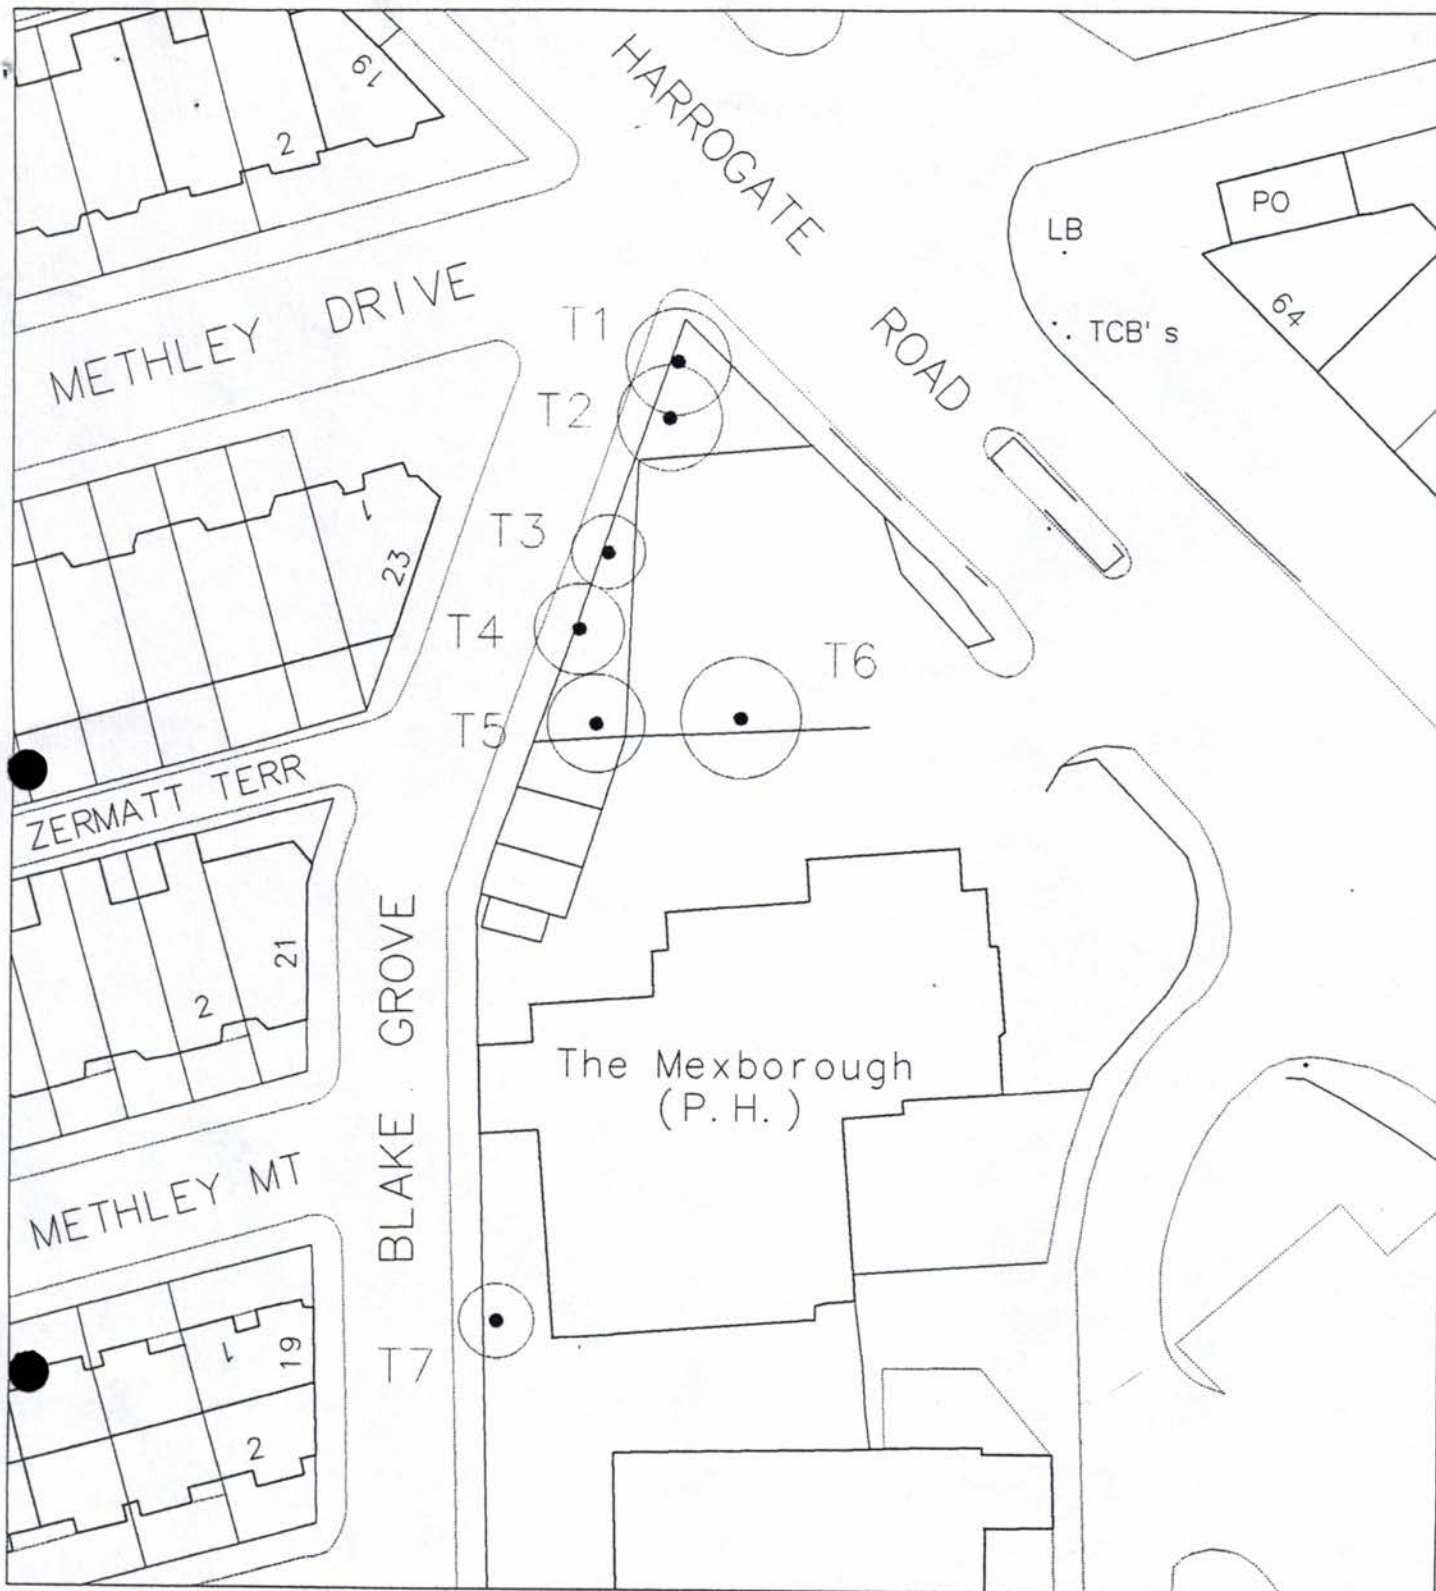 19
2
HARROGATE
ROAD
PO
LB
64
TCB' s
METHLEY DRIVE
T1
T2
1
23
T3
T4
T6
T5
ZERMATT TERR
21
2
BLAKE GROVE
The Mexborough
(P. H. )
METHLEY MT
1
19
T7
2